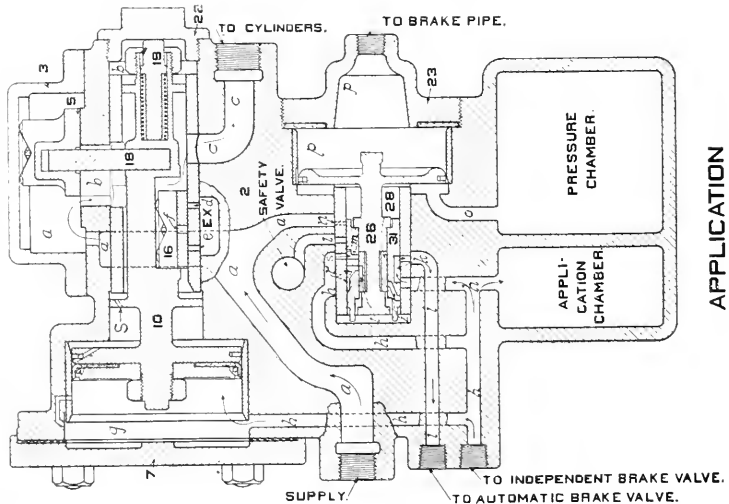 22
TO CYLINDERS.
TO BRAKE PIPE.
3
5
19
18
b
b
c
c
p
p
23
a
a
2
SAFETY
VALVE.
16
f
e
EX
d
28
26
31
n
m
o
S
10
a
a
a
h
h
h
h
g
7
PRESSURE
CHAMBER.
APPLI-
CATION
CHAMBER.
APPLICATION
SUPPLY.
TO INDEPENDENT BRAKE VALVE.
TO AUTOMATIC BRAKE VALVE.